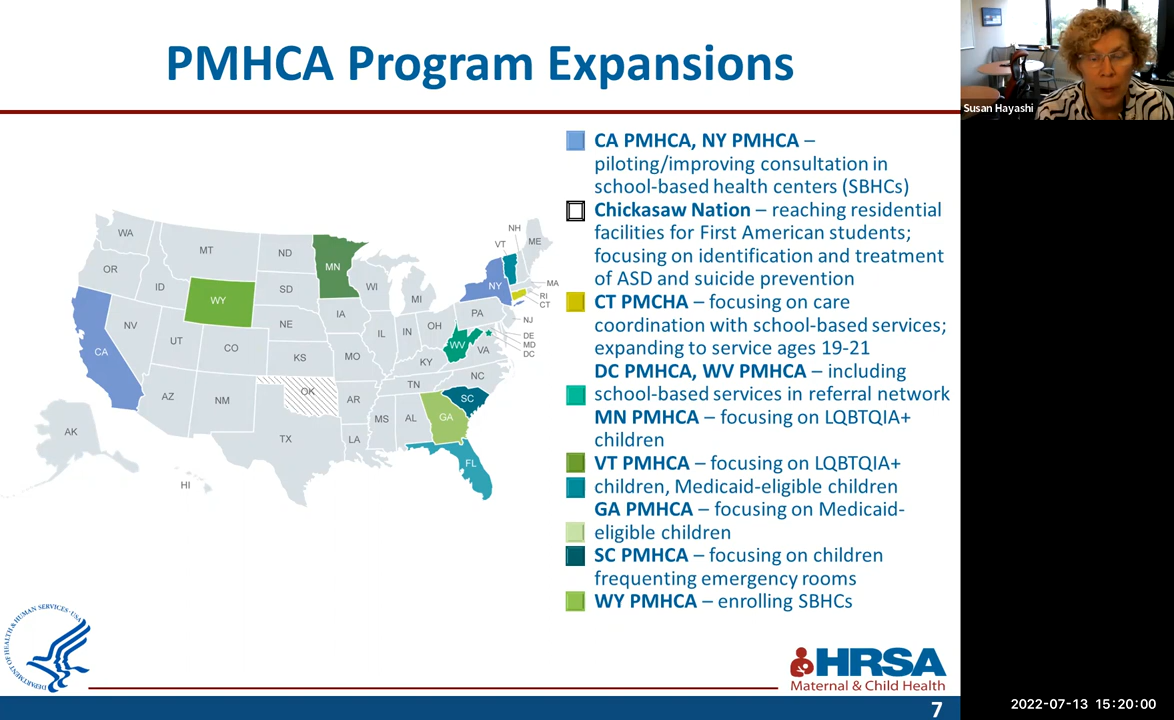 PMHCA Program Expansions
Susan Hayashi
CA PMHCA, NY PMHCA –
piloting/improving consultation in
school-based health centers (SBHCs)
Chickasaw Nation – reaching residential
facilities for First American students;
focusing on identification and treatment
of ASD and suicide prevention
CT PMCHA – focusing on care
coordination with school-based services;
expanding to service ages 19-21
DC PMHCA, WV PMHCA – including
school-based services in referral network
MN PMHCA – focusing on LQBTQIA+
children
VT PMHCA – focusing on LQBTQIA+
children, Medicaid-eligible children
GA PMHCA – focusing on Medicaid-
eligible children
SC PMHCA – focusing on children
frequenting emergency rooms
WY PMHCA – enrolling SBHCs
WA
MT
ND
MN
VT
NH
ME
OR
ID
WY
SD
WI
MI
NY
MA
RI
CT
NV
UT
CO
NE
IA
IL
IN
OH
PA
NJ
DE
MD
DC
CA
KS
MO
KY
WV
VA
AZ
NM
OK
AR
TN
NC
SC
MS
AL
GA
TX
LA
FL
AK
HI
DEPARTMENT OF HEALTH & HUMAN SERVICES · USA
HRSA
Maternal & Child Health
7
2022-07-13 15:20:00